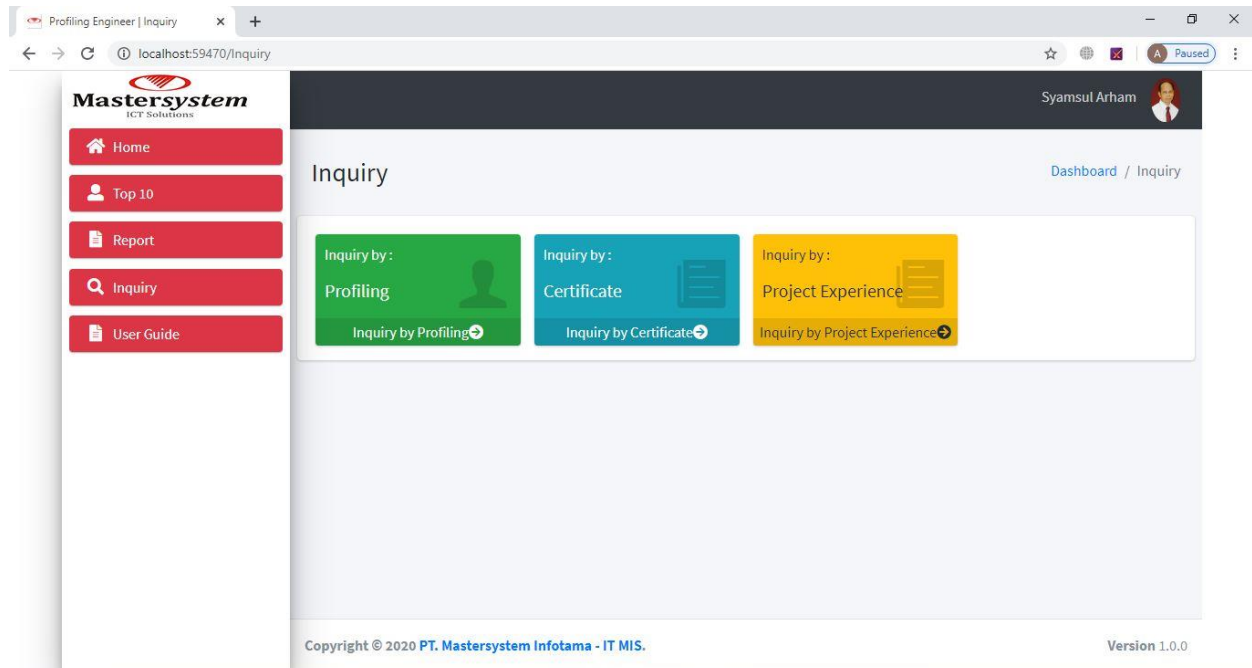 Profiling Engineer | Inquiry
localhost:59470/Inquiry
A Paused
Mastersystem
ICT Solutions
Syamsul Arham
Home
Top 10
Report
Inquiry
User Guide
Inquiry
Dashboard / Inquiry
Inquiry by :
Profiling
Inquiry by Profiling
Inquiry by :
Certificate
Inquiry by Certificate
Inquiry by :
Project Experience
Inquiry by Project Experience
Copyright © 2020 PT. Mastersystem Infotama - IT MIS.
Version 1.0.0